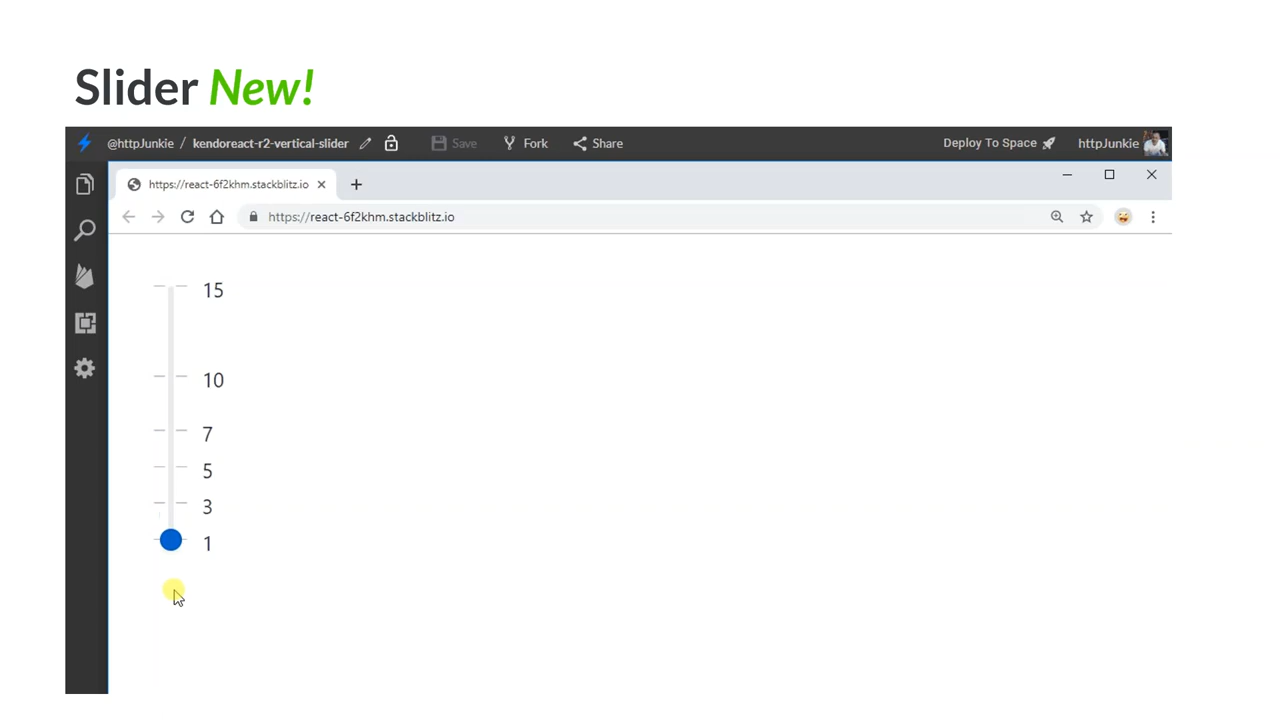 Slider New!
@httpJunkie / kendoreact-r2-vertical-slider Save Fork Share Deploy To Space httpJunkie
https://react-6f2khm.stackblitz.io
https://react-6f2khm.stackblitz.io
15
10
7
5
3
1